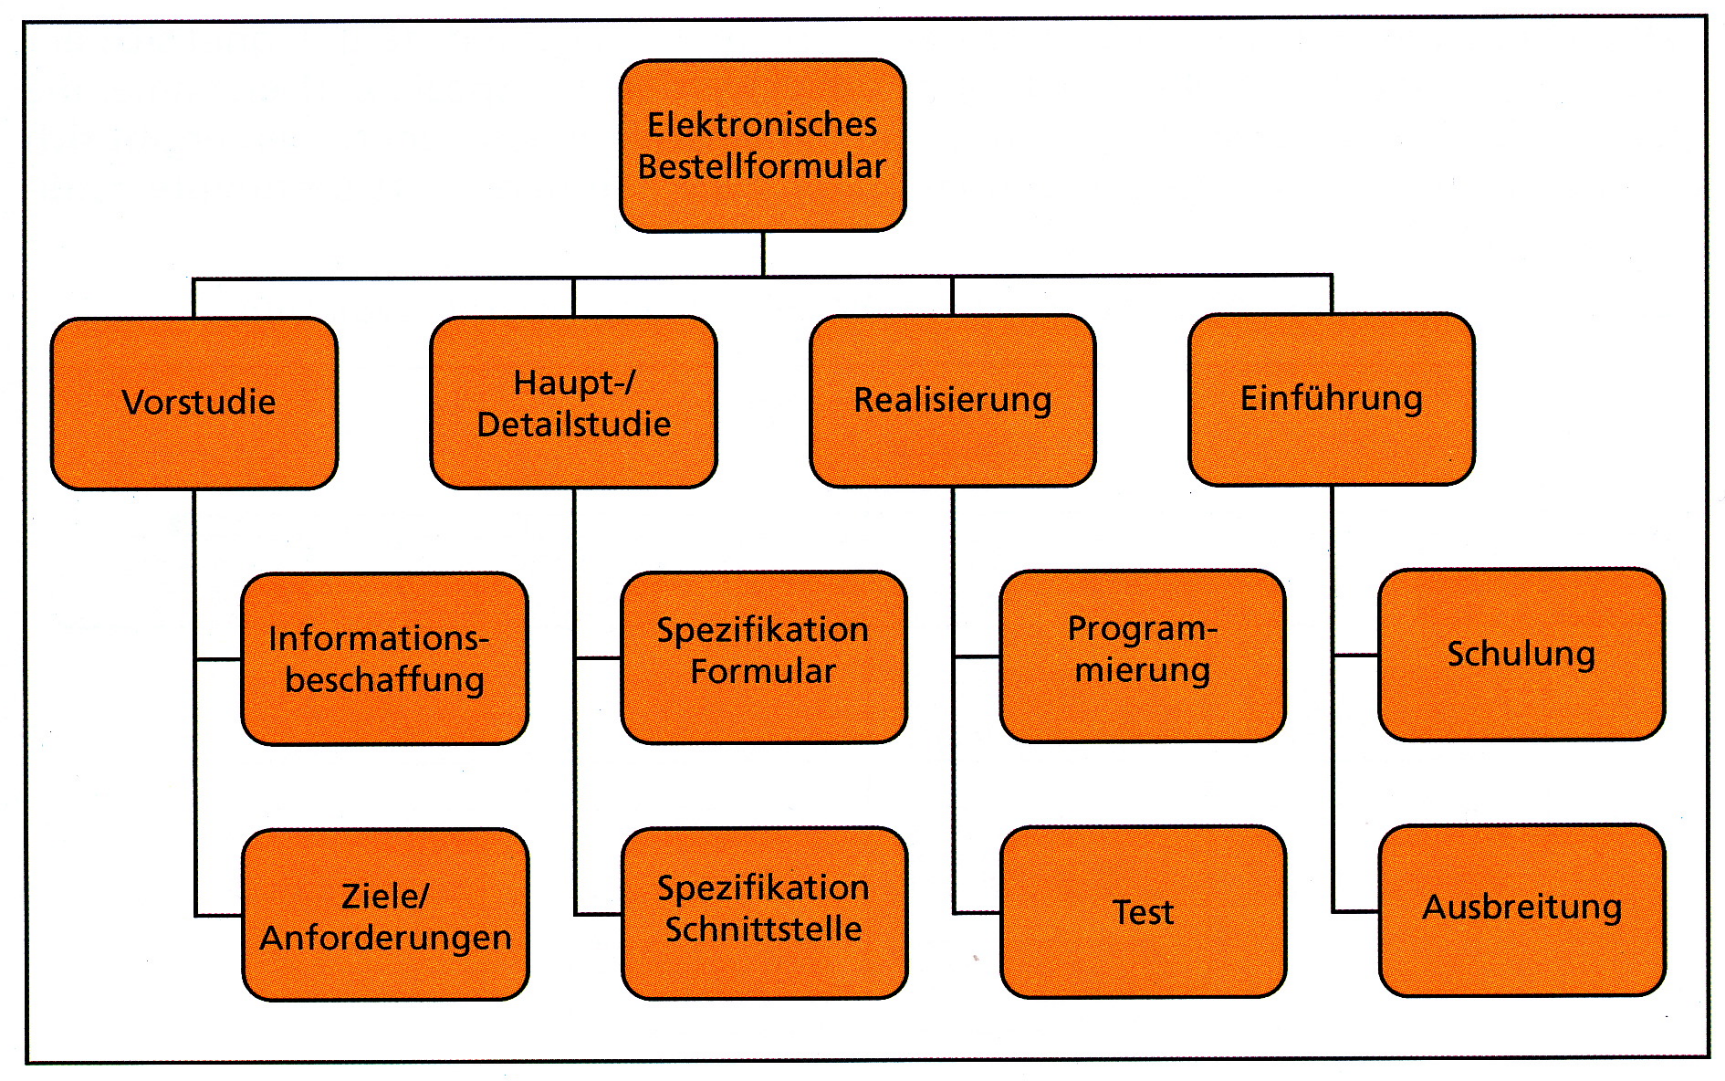 Elektronisches
Bestellformular
Vorstudie
Haupt-/
Detailstudie
Realisierung
Einführung
Informations-
beschaffung
Spezifikation
Formular
Program-
mierung
Schulung
Ziele/
Anforderungen
Spezifikation
Schnittstelle
Test
Ausbreitung